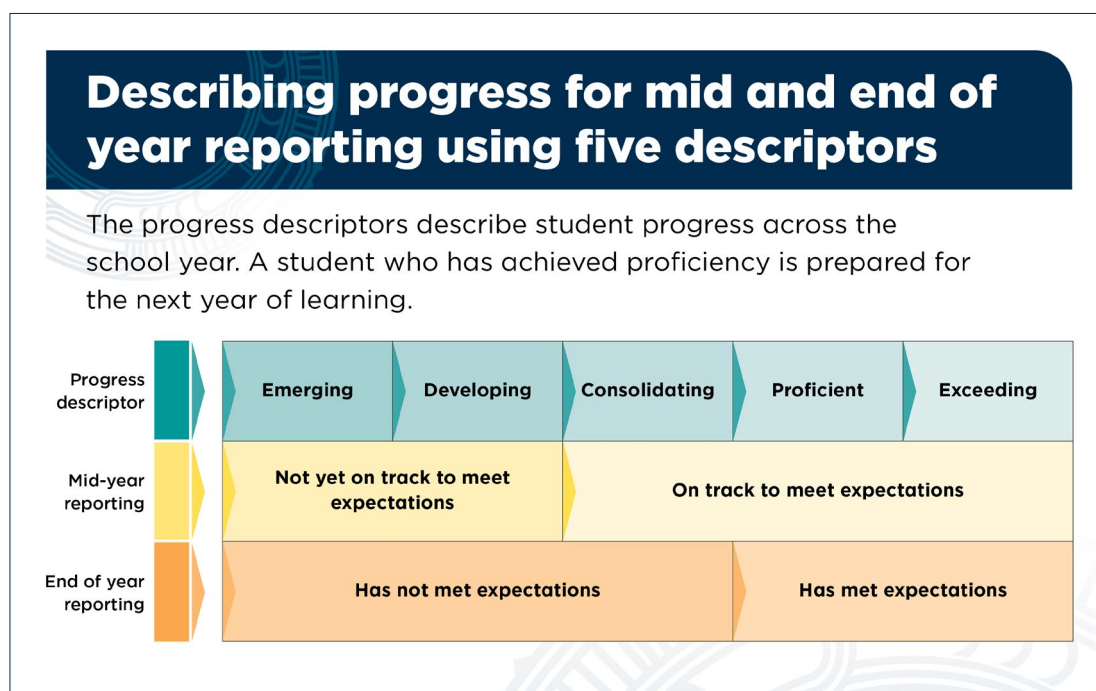 Describing progress for mid and end of
year reporting using five descriptors
The progress descriptors describe student progress across the
school year. A student who has achieved proficiency is prepared for
the next year of learning.
Progress
descriptor
Emerging
Developing
Consolidating
Proficient
Exceeding
Mid-year
reporting
Not yet on track to meet
expectations
On track to meet expectations
End of year
reporting
Has not met expectations
Has met expectations